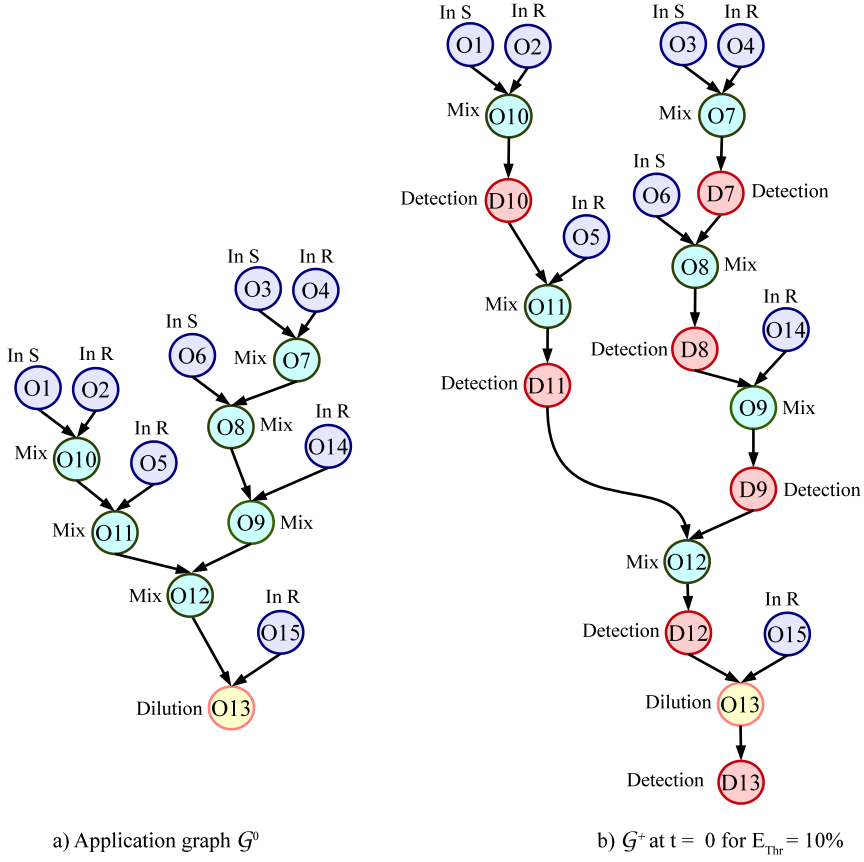 In S
In R
O1
O2
Mix
O10
Detection
D10
In R
O5
Mix
O11
Detection
D11
In S
In R
O3
O4
Mix
O7
In S
O6
D7
Detection
O8
Mix
In R
O14
Detection
D8
O9
Mix
D9
Detection
Mix
O12
Detection
D12
In R
O15
Dilution
O13
Detection
D13
In S
In R
O3
O4
In S
O6
Mix
O7
In S
In R
O1
O2
O8
Mix
In R
O14
Mix
O10
In R
O5
Mix
O11
O9
Mix
Mix
O12
In R
O15
Dilution
O13
a) Application graph G⁰
b) G⁺ at t = 0 for E_Thr = 10%